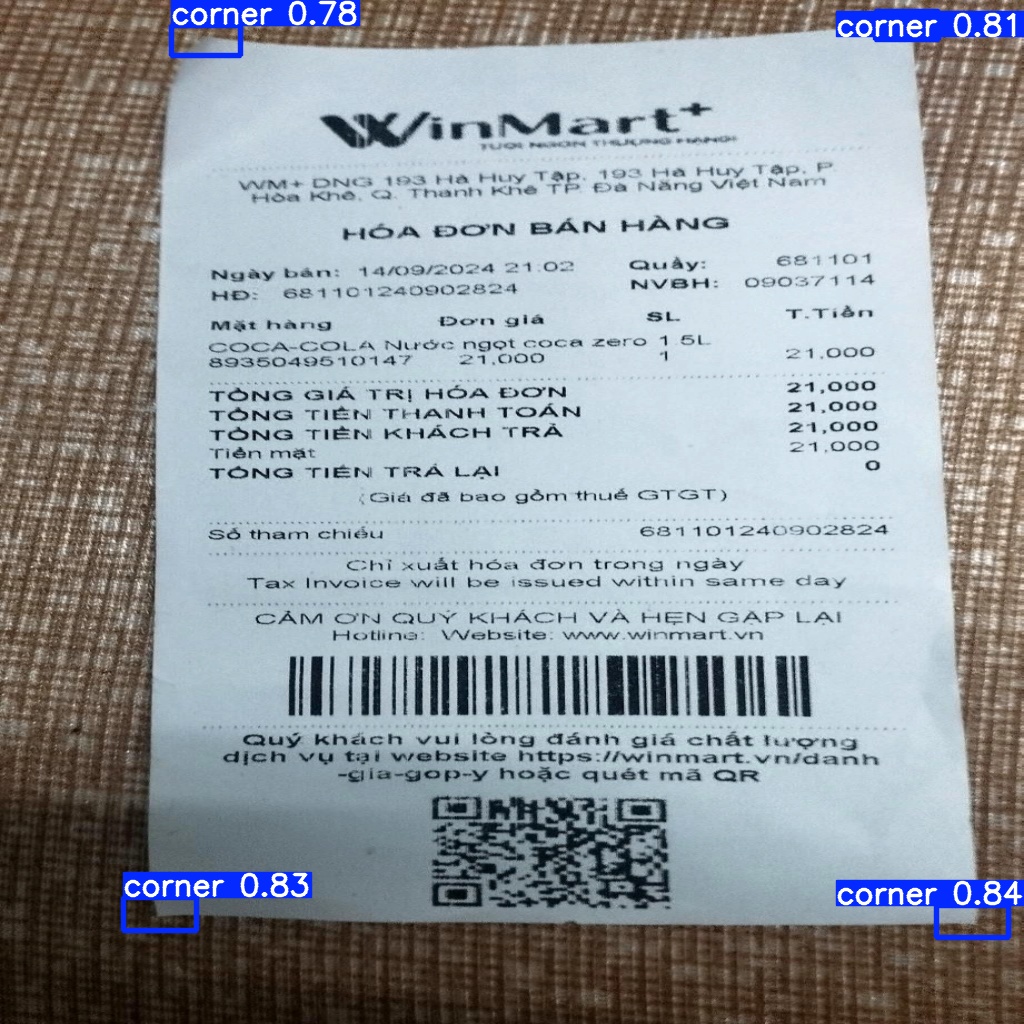 corner 0.78
corner 0.81
WinMart+
TƯƠI NGON THƯỢNG HẠNG
WM+ DNG 193 Hà Huy Tập, 193 Hà Huy Tập, P.
Hòa Khê, Q. Thanh Khê TP. Đà Nẵng Việt Nam
HÓA ĐƠN BÁN HÀNG
Ngày bán: 14/09/2024 21:02 Quầy: 681101
HĐ: 681101240902824 NVBH: 09037114
Mặt hàng Đơn giá SL T.Tiền
COCA-COLA Nước ngọt coca zero 1.5L
8935049510147 21,000 1 21,000
TỔNG GIÁ TRỊ HÓA ĐƠN 21,000
TỔNG TIỀN THANH TOÁN 21,000
TỔNG TIỀN KHÁCH TRẢ 21,000
Tiền mặt 21,000
TỔNG TIỀN TRẢ LẠI 0
(Giá đã bao gồm thuế GTGT)
Số tham chiếu 681101240902824
Chỉ xuất hóa đơn trong ngày
Tax Invoice will be issued within same day
CẢM ƠN QUÝ KHÁCH VÀ HẸN GẶP LẠI
Hotline: Website: www.winmart.vn
Quý khách vui lòng đánh giá chất lượng
dịch vụ tại website https://winmart.vn/danh
-gia-gop-y hoặc quét mã QR
corner 0.83
corner 0.84